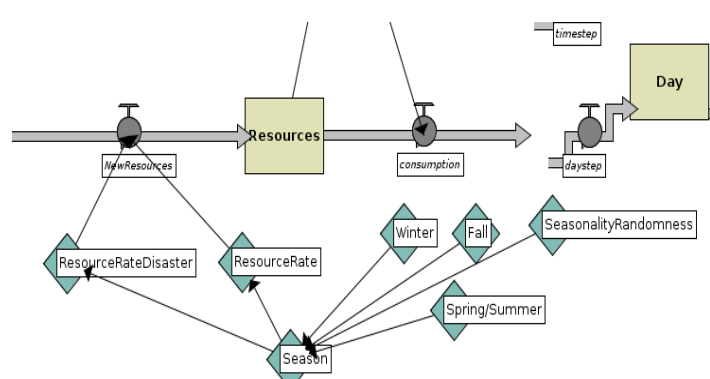 timestep
Day
Resources
NewResources
consumption
daystep
Winter
Fall
SeasonalityRandomness
ResourceRateDisaster
ResourceRate
Spring/Summer
Season